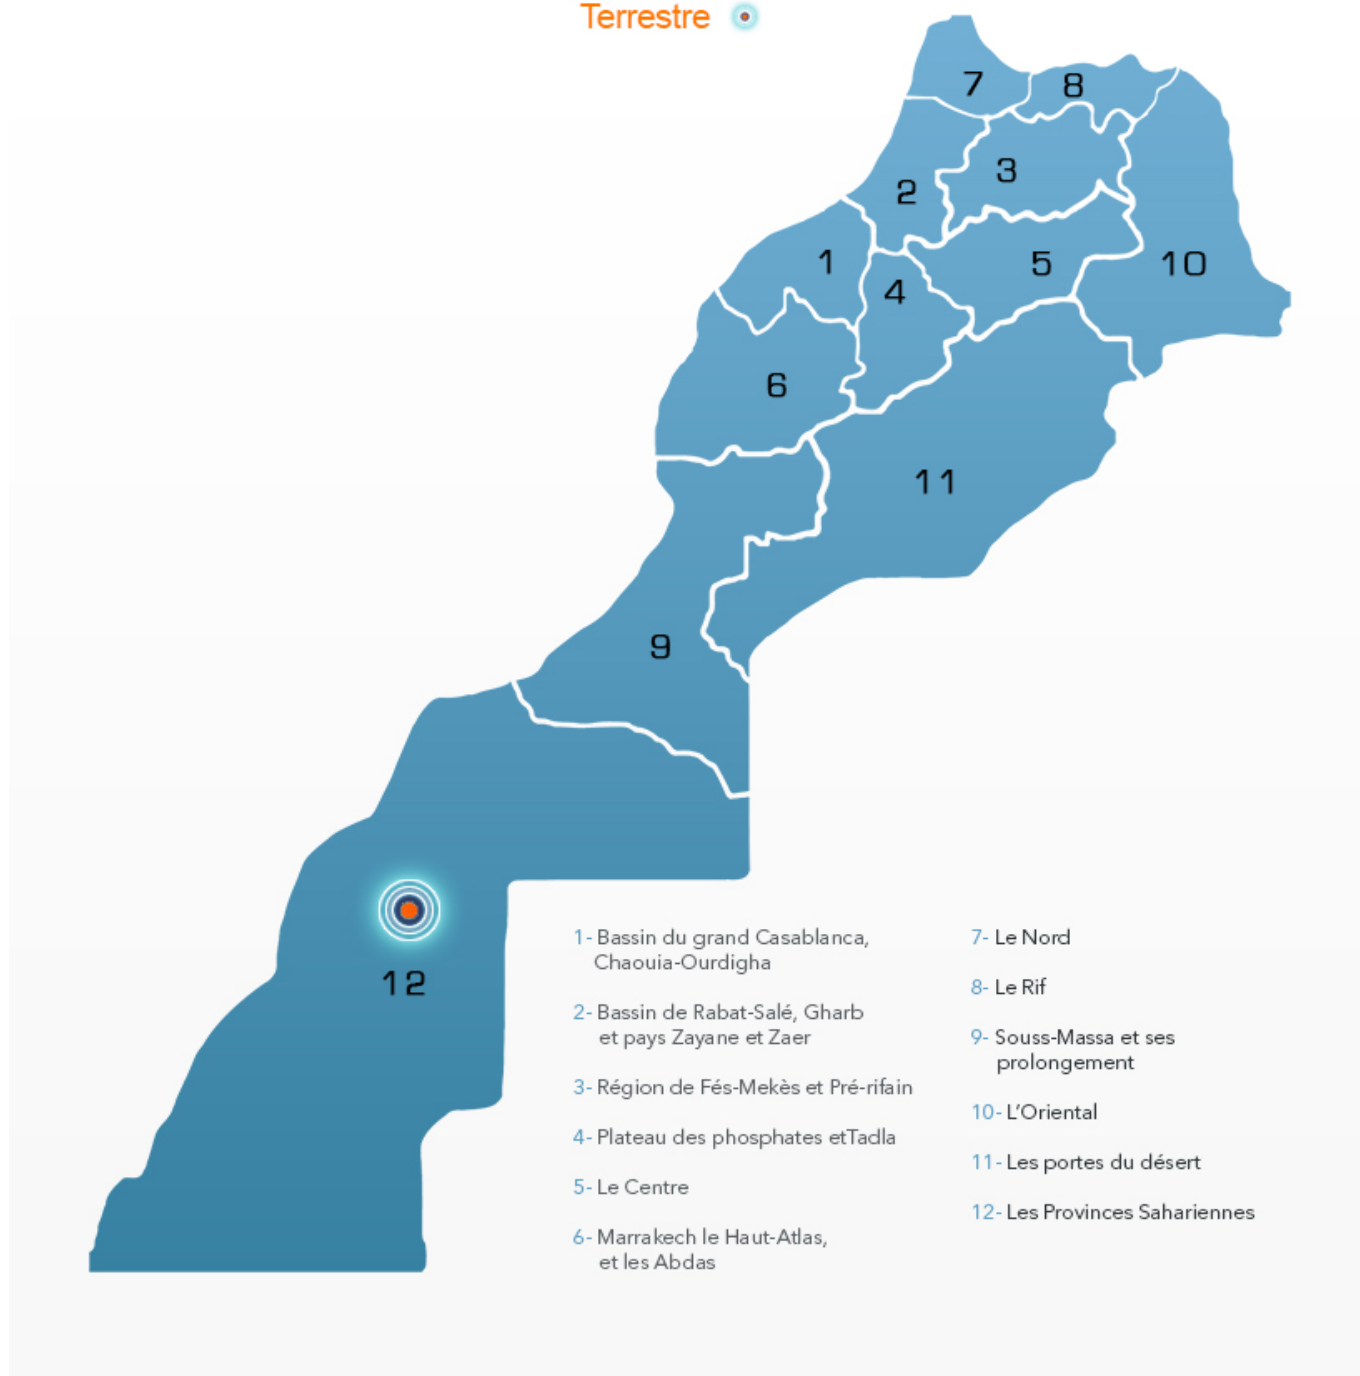 Terrestre
7
8
3
2
1
5
10
4
6
11
9
12
1- Bassin du grand Casablanca,
Chaouia-Ourdigha
2- Bassin de Rabat-Salé, Gharb
et pays Zayane et Zaer
3- Région de Fés-Mekès et Pré-rifain
4- Plateau des phosphates etTadla
5- Le Centre
6- Marrakech le Haut-Atlas,
et les Abdas
7- Le Nord
8- Le Rif
9- Souss-Massa et ses
prolongement
10- L'Oriental
11- Les portes du désert
12- Les Provinces Sahariennes